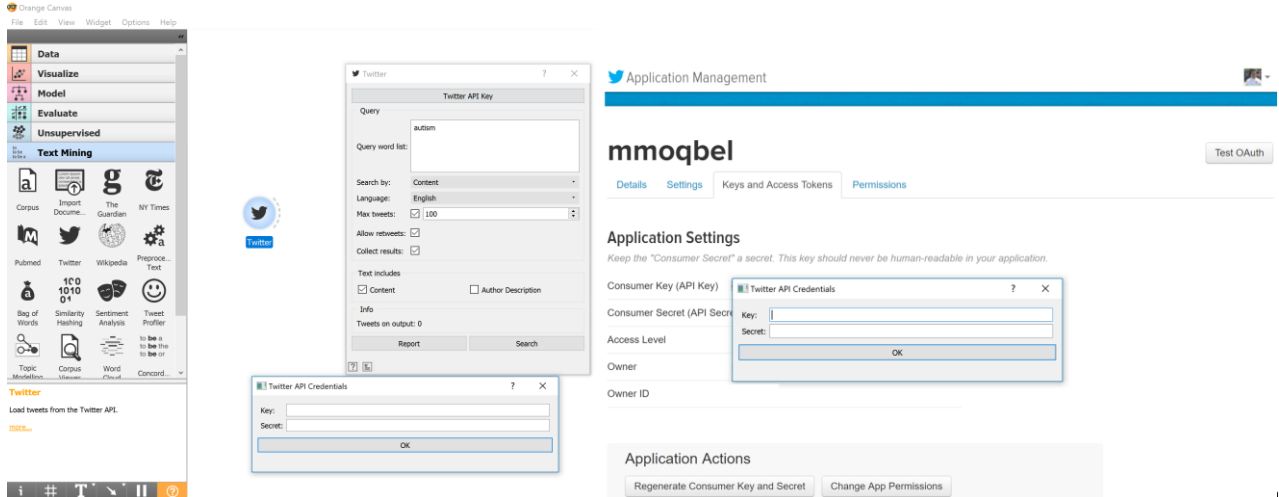 Orange Canvas
File Edit View Widget Options Help
Data
Visualize
Model
Evaluate
Unsupervised
Text Mining
Corpus
Import Docume...
The Guardian
NY Times
Pubmed
Twitter
Wikipedia
Preproce... Text
Bag of Words
Similarity Hashing
Sentiment Analysis
Tweet Profiler
Topic Modelling
Corpus Viewer
Word Cloud
Concord...
Twitter
Load tweets from the Twitter API.
more...
Twitter
Twitter
Twitter API Key
Query
Query word list:
autism
Search by: Content
Language: English
Max tweets: 100
Allow retweets:
Collect results:
Text includes
Content Author Description
Info
Tweets on output: 0
Report Search
Twitter API Credentials
Key:
Secret:
OK
Application Management
mmoqbel
Test OAuth
Details Settings Keys and Access Tokens Permissions
Application Settings
Keep the "Consumer Secret" a secret. This key should never be human-readable in your application.
Consumer Key (API Key)
Consumer Secret (API Secre
Access Level
Owner
Owner ID
Twitter API Credentials
Key:
Secret:
OK
Application Actions
Regenerate Consumer Key and Secret Change App Permissions